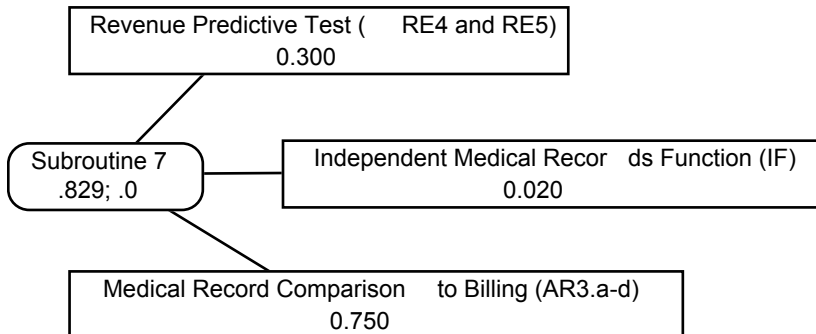 Revenue Predictive Test ( RE4 and RE5)
0.300
Subroutine 7
.829; .0
Independent Medical Recor ds Function (IF)
0.020
Medical Record Comparison to Billing (AR3.a-d)
0.750